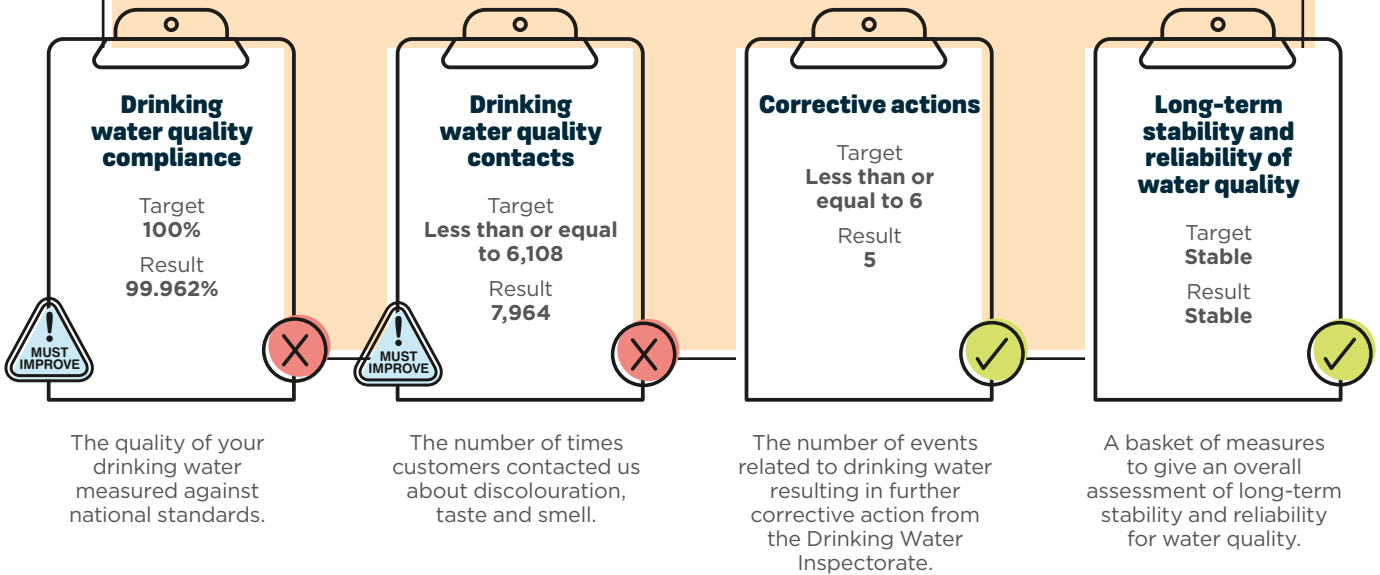 Drinking
water quality
compliance
Target
100%
Result
99.962%
!
MUST
IMPROVE
X
The quality of your
drinking water
measured against
national standards.
Drinking
water quality
contacts
Target
Less than or equal
to 6,108
Result
7,964
!
MUST
IMPROVE
X
The number of times
customers contacted us
about discolouration,
taste and smell.
Corrective actions
Target
Less than or
equal to 6
Result
5
The number of events
related to drinking water
resulting in further
corrective action from
the Drinking Water
Inspectorate.
Long-term
stability and
reliability of
water quality
Target
Stable
Result
Stable
A basket of measures
to give an overall
assessment of long-term
stability and reliability
for water quality.